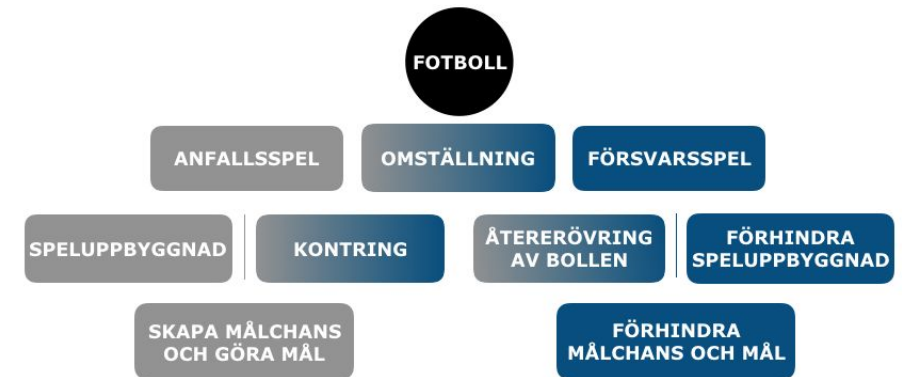 FOTBOLL
ANFALLSSPEL
OMSTÄLLNING
FÖRSVARSSPEL
SPELUPPBYGGNAD
KONTRING
ÅTERERÖVRING
AV BOLLEN
FÖRHINDRA
SPELUPPBYGGNAD
SKAPA MÅLCHANS
OCH GÖRA MÅL
FÖRHINDRA
MÅLCHANS OCH MÅL